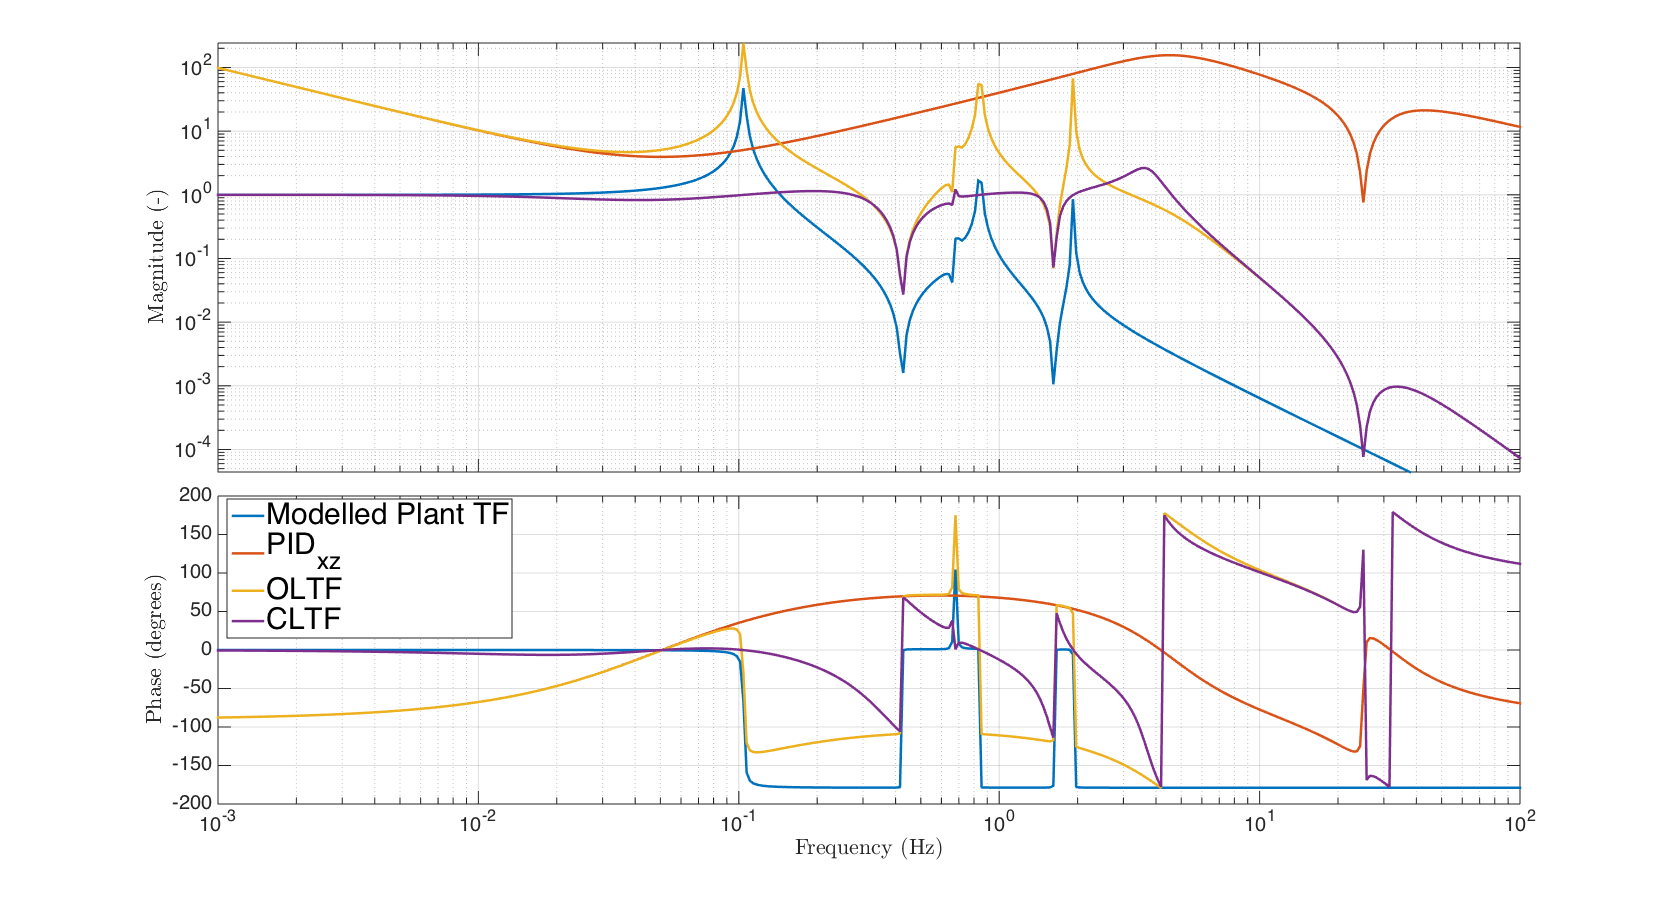 Magnitude (-)
10^2
10^1
10^0
10^-1
10^-2
10^-3
10^-4
Phase (degrees)
200
150
100
50
0
-50
-100
-150
-200
Modelled Plant TF
PID_xz
OLTF
CLTF
10^-3 10^-2 10^-1 10^0 10^1 10^2
Frequency (Hz)